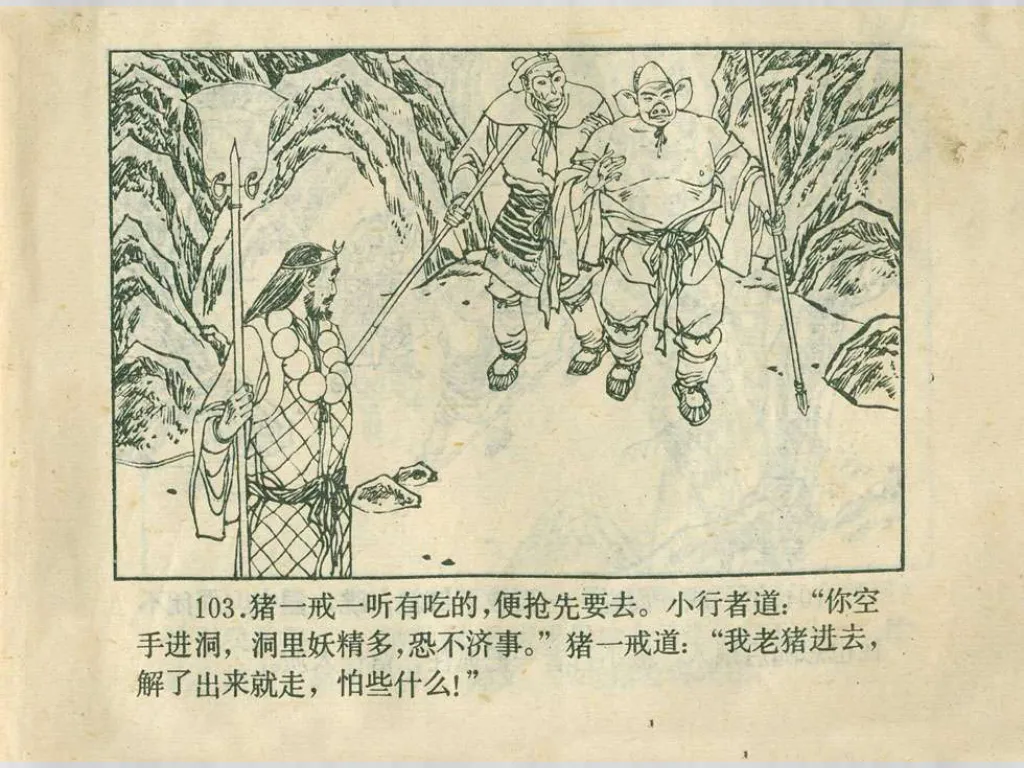 103.猪一戒一听有吃的，便抢先要去。小行者道：“你空
手进洞，洞里妖精多，恐不济事。”猪一戒道：“我老猪进去，
解了出来就走，怕些什么！”